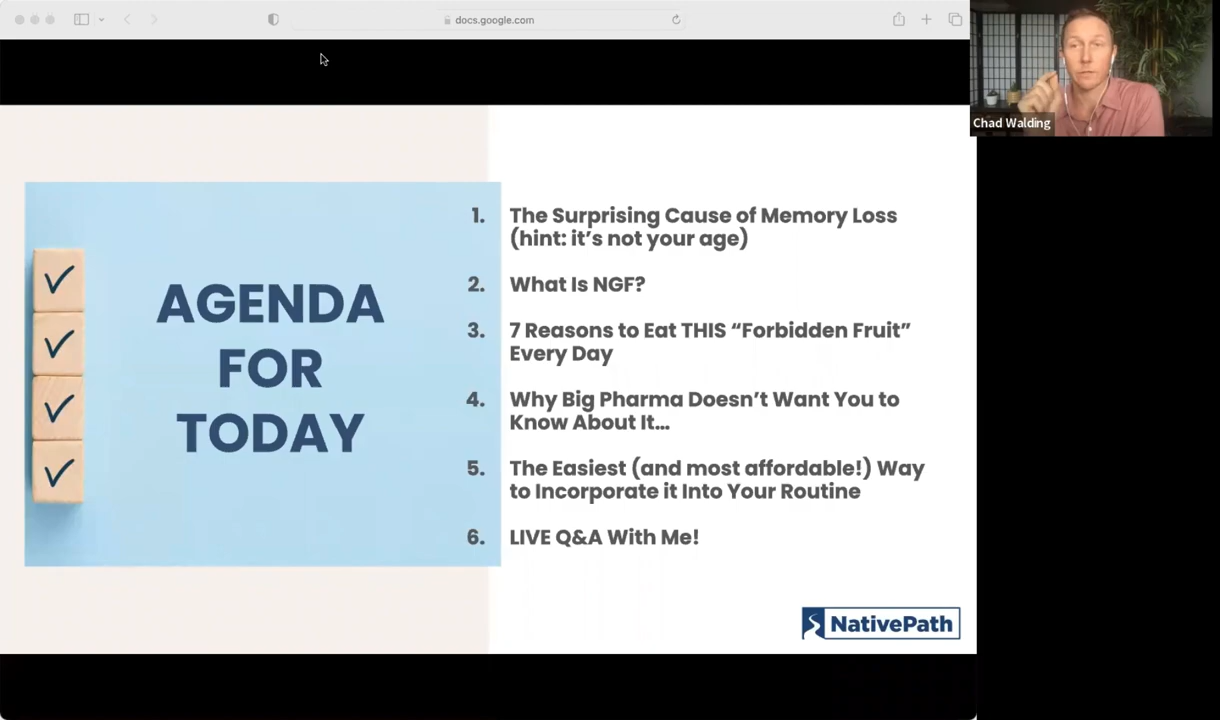 docs.google.com
Chad Walding
AGENDA
FOR
TODAY
1. The Surprising Cause of Memory Loss
(hint: it's not your age)
2. What Is NGF?
3. 7 Reasons to Eat THIS “Forbidden Fruit”
Every Day
4. Why Big Pharma Doesn't Want You to
Know About It...
5. The Easiest (and most affordable!) Way
to Incorporate it Into Your Routine
6. LIVE Q&A With Me!
NativePath